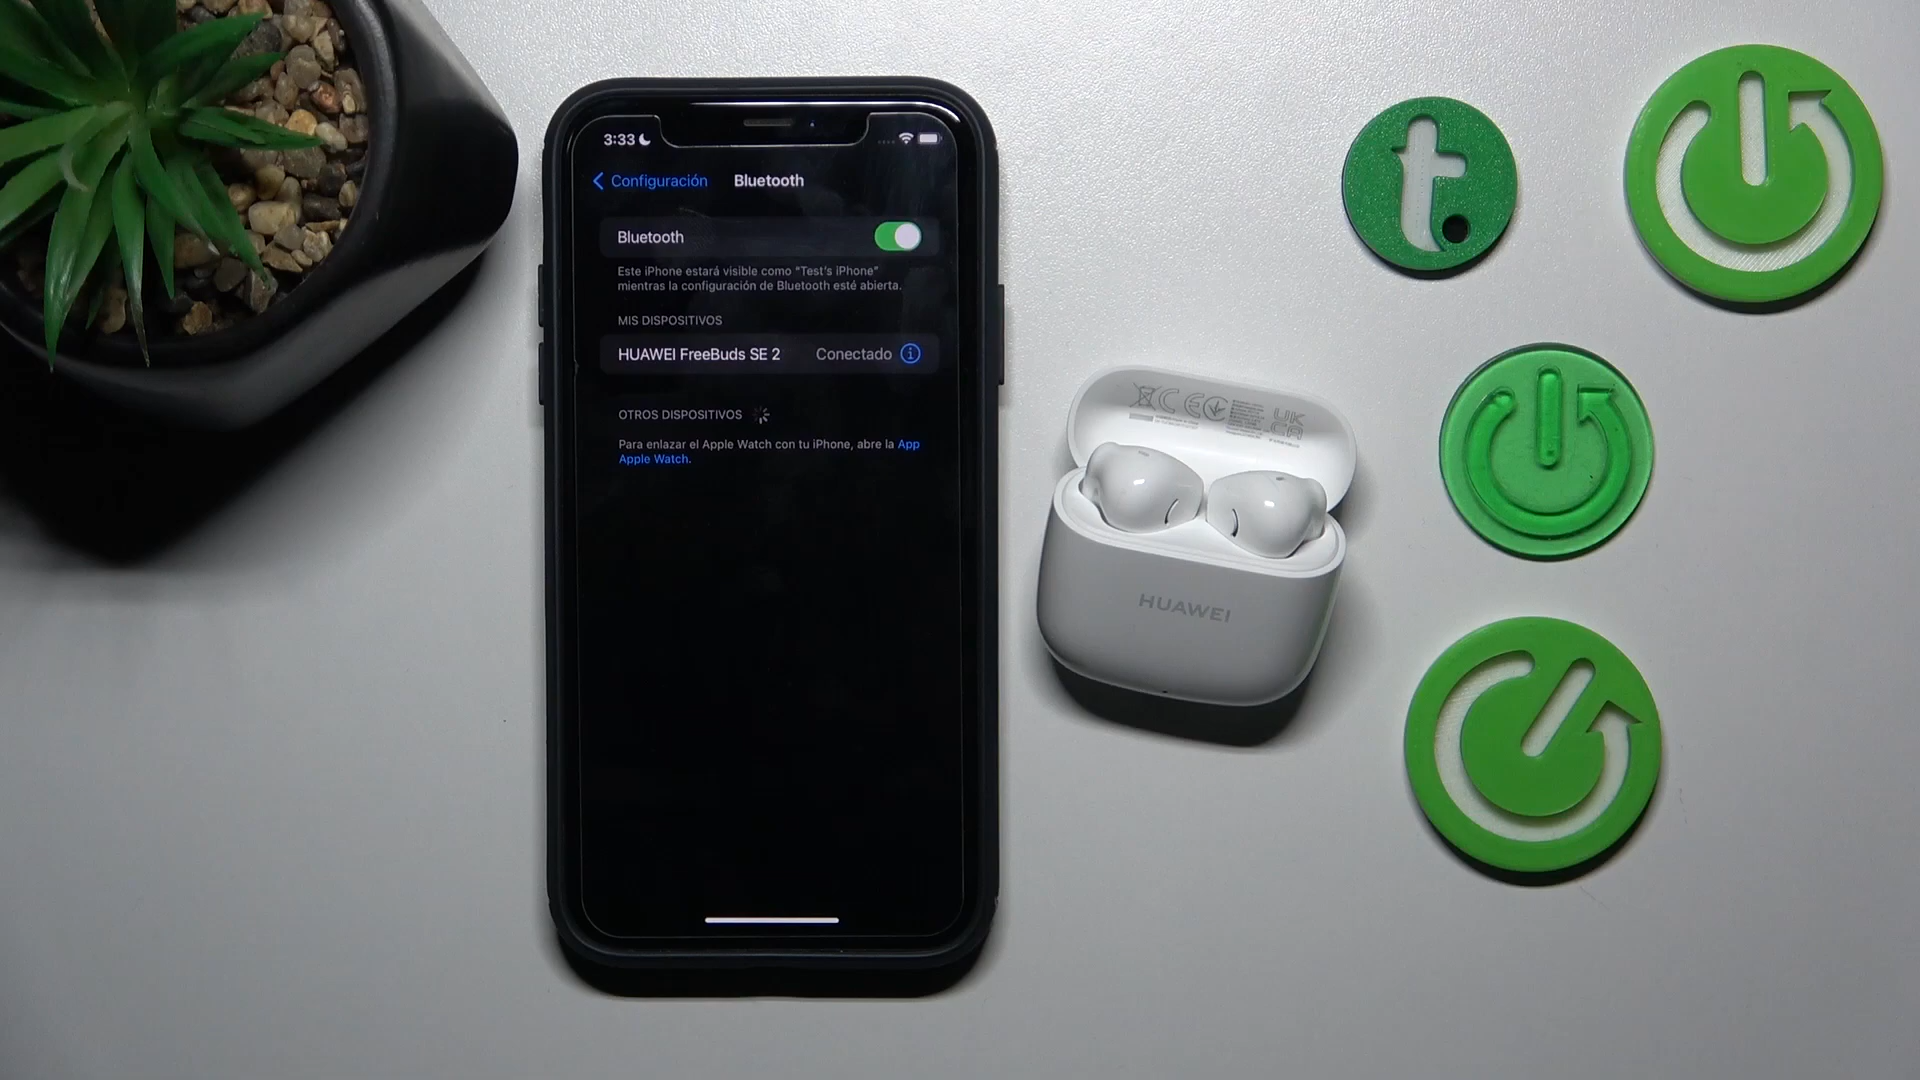 3:33
Configuración
Bluetooth
Bluetooth
Este iPhone estará visible como "Test's iPhone"
mientras la configuración de Bluetooth esté abierta.
MIS DISPOSITIVOS
HUAWEI FreeBuds SE 2
Conectado
OTROS DISPOSITIVOS
Para enlazar el Apple Watch con tu iPhone, abre la App
Apple Watch.
UK
CA
HUAWEI
t.